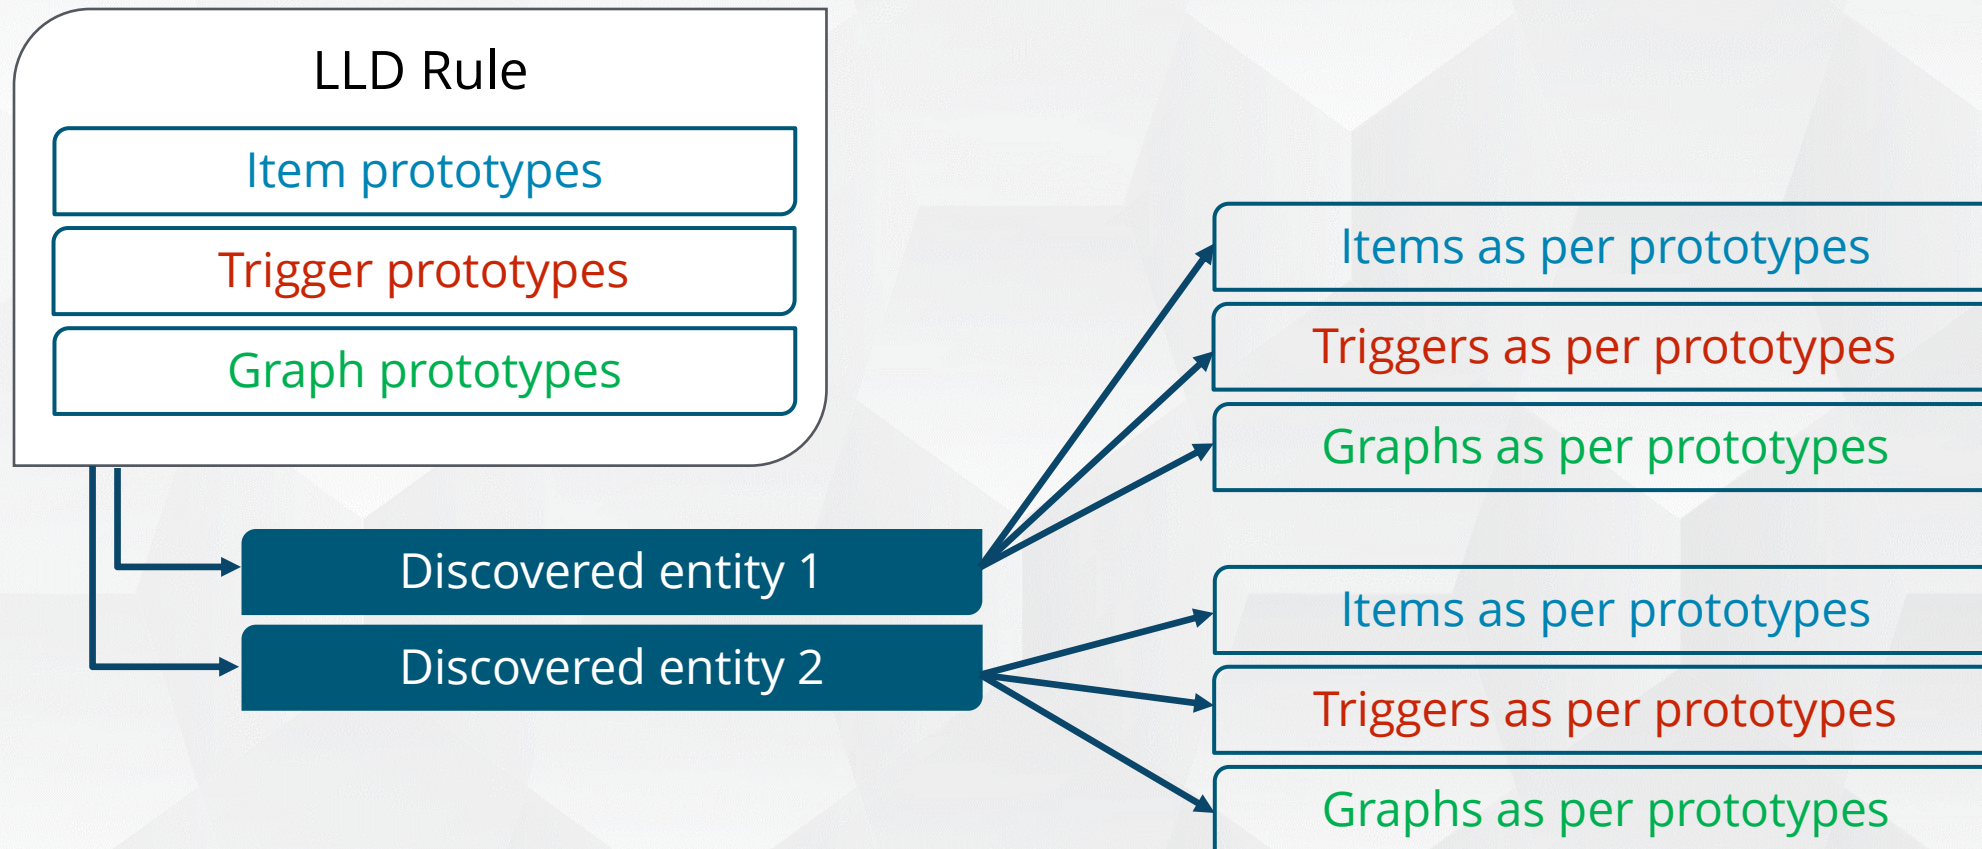 LLD Rule
Item prototypes
Trigger prototypes
Graph prototypes
Discovered entity 1
Discovered entity 2
Items as per prototypes
Triggers as per prototypes
Graphs as per prototypes
Items as per prototypes
Triggers as per prototypes
Graphs as per prototypes